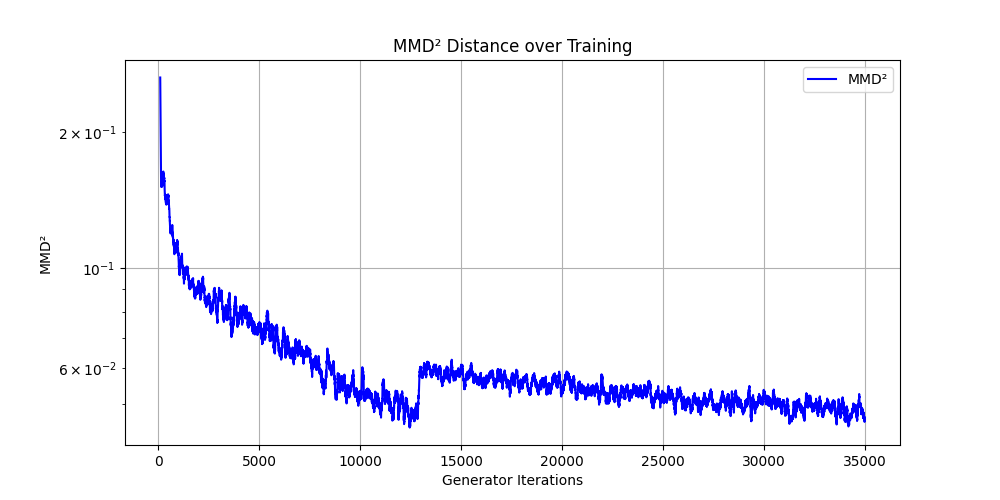 MMD² Distance over Training
MMD²
2 × 10⁻¹
10⁻¹
6 × 10⁻²
MMD²
0 5000 10000 15000 20000 25000 30000 35000
Generator Iterations